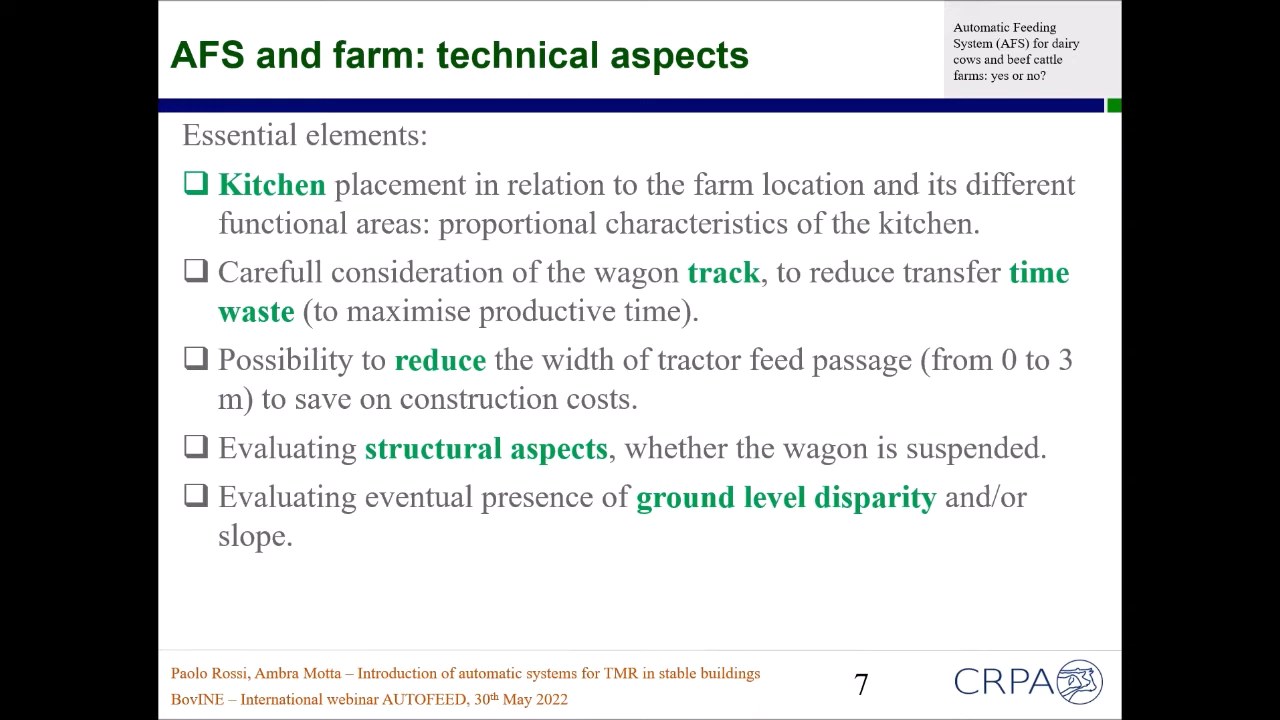 AFS and farm: technical aspects
Automatic Feeding
System (AFS) for dairy
cows and beef cattle
farms: yes or no?
Essential elements:
Kitchen placement in relation to the farm location and its different
functional areas: proportional characteristics of the kitchen.
Carefull consideration of the wagon track, to reduce transfer time
waste (to maximise productive time).
Possibility to reduce the width of tractor feed passage (from 0 to 3
m) to save on construction costs.
Evaluating structural aspects, whether the wagon is suspended.
Evaluating eventual presence of ground level disparity and/or
slope.
Paolo Rossi, Ambra Motta – Introduction of automatic systems for TMR in stable buildings
BovINE – International webinar AUTOFEED, 30th May 2022
7
CRPA